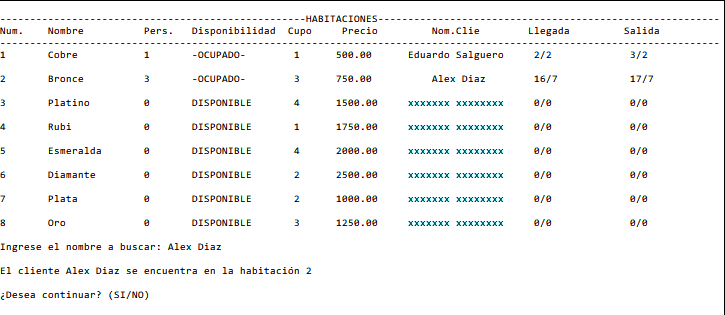 ---------------------------------------------------HABITACIONES---------------------------------------------------------
Num. Nombre Pers. Disponibilidad Cupo Precio Nom.Clie Llegada Salida
------------------------------------------------------------------------------------------------------------------------
1 Cobre 1 -OCUPADO- 1 500.00 Eduardo Salguero 2/2 3/2
2 Bronce 3 -OCUPADO- 3 750.00 Alex Diaz 16/7 17/7
3 Platino 0 DISPONIBLE 4 1500.00 xxxxxxx xxxxxxxx 0/0 0/0
4 Rubi 0 DISPONIBLE 1 1750.00 xxxxxxx xxxxxxxx 0/0 0/0
5 Esmeralda 0 DISPONIBLE 4 2000.00 xxxxxxx xxxxxxxx 0/0 0/0
6 Diamante 0 DISPONIBLE 2 2500.00 xxxxxxx xxxxxxxx 0/0 0/0
7 Plata 0 DISPONIBLE 2 1000.00 xxxxxxx xxxxxxxx 0/0 0/0
8 Oro 0 DISPONIBLE 3 1250.00 xxxxxxx xxxxxxxx 0/0 0/0
Ingrese el nombre a buscar: Alex Diaz
El cliente Alex Diaz se encuentra en la habitación 2
¿Desea continuar? (SI/NO)